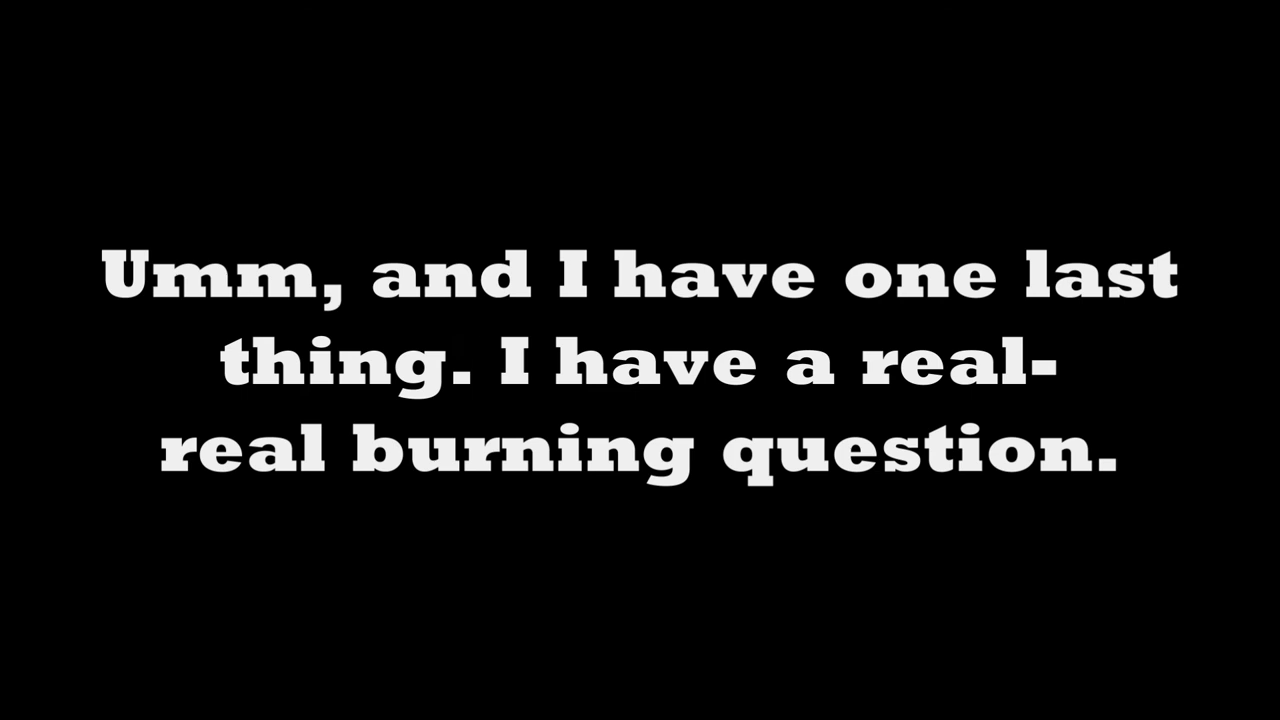 Umm, and I have one last
thing. I have a real-
real burning question.